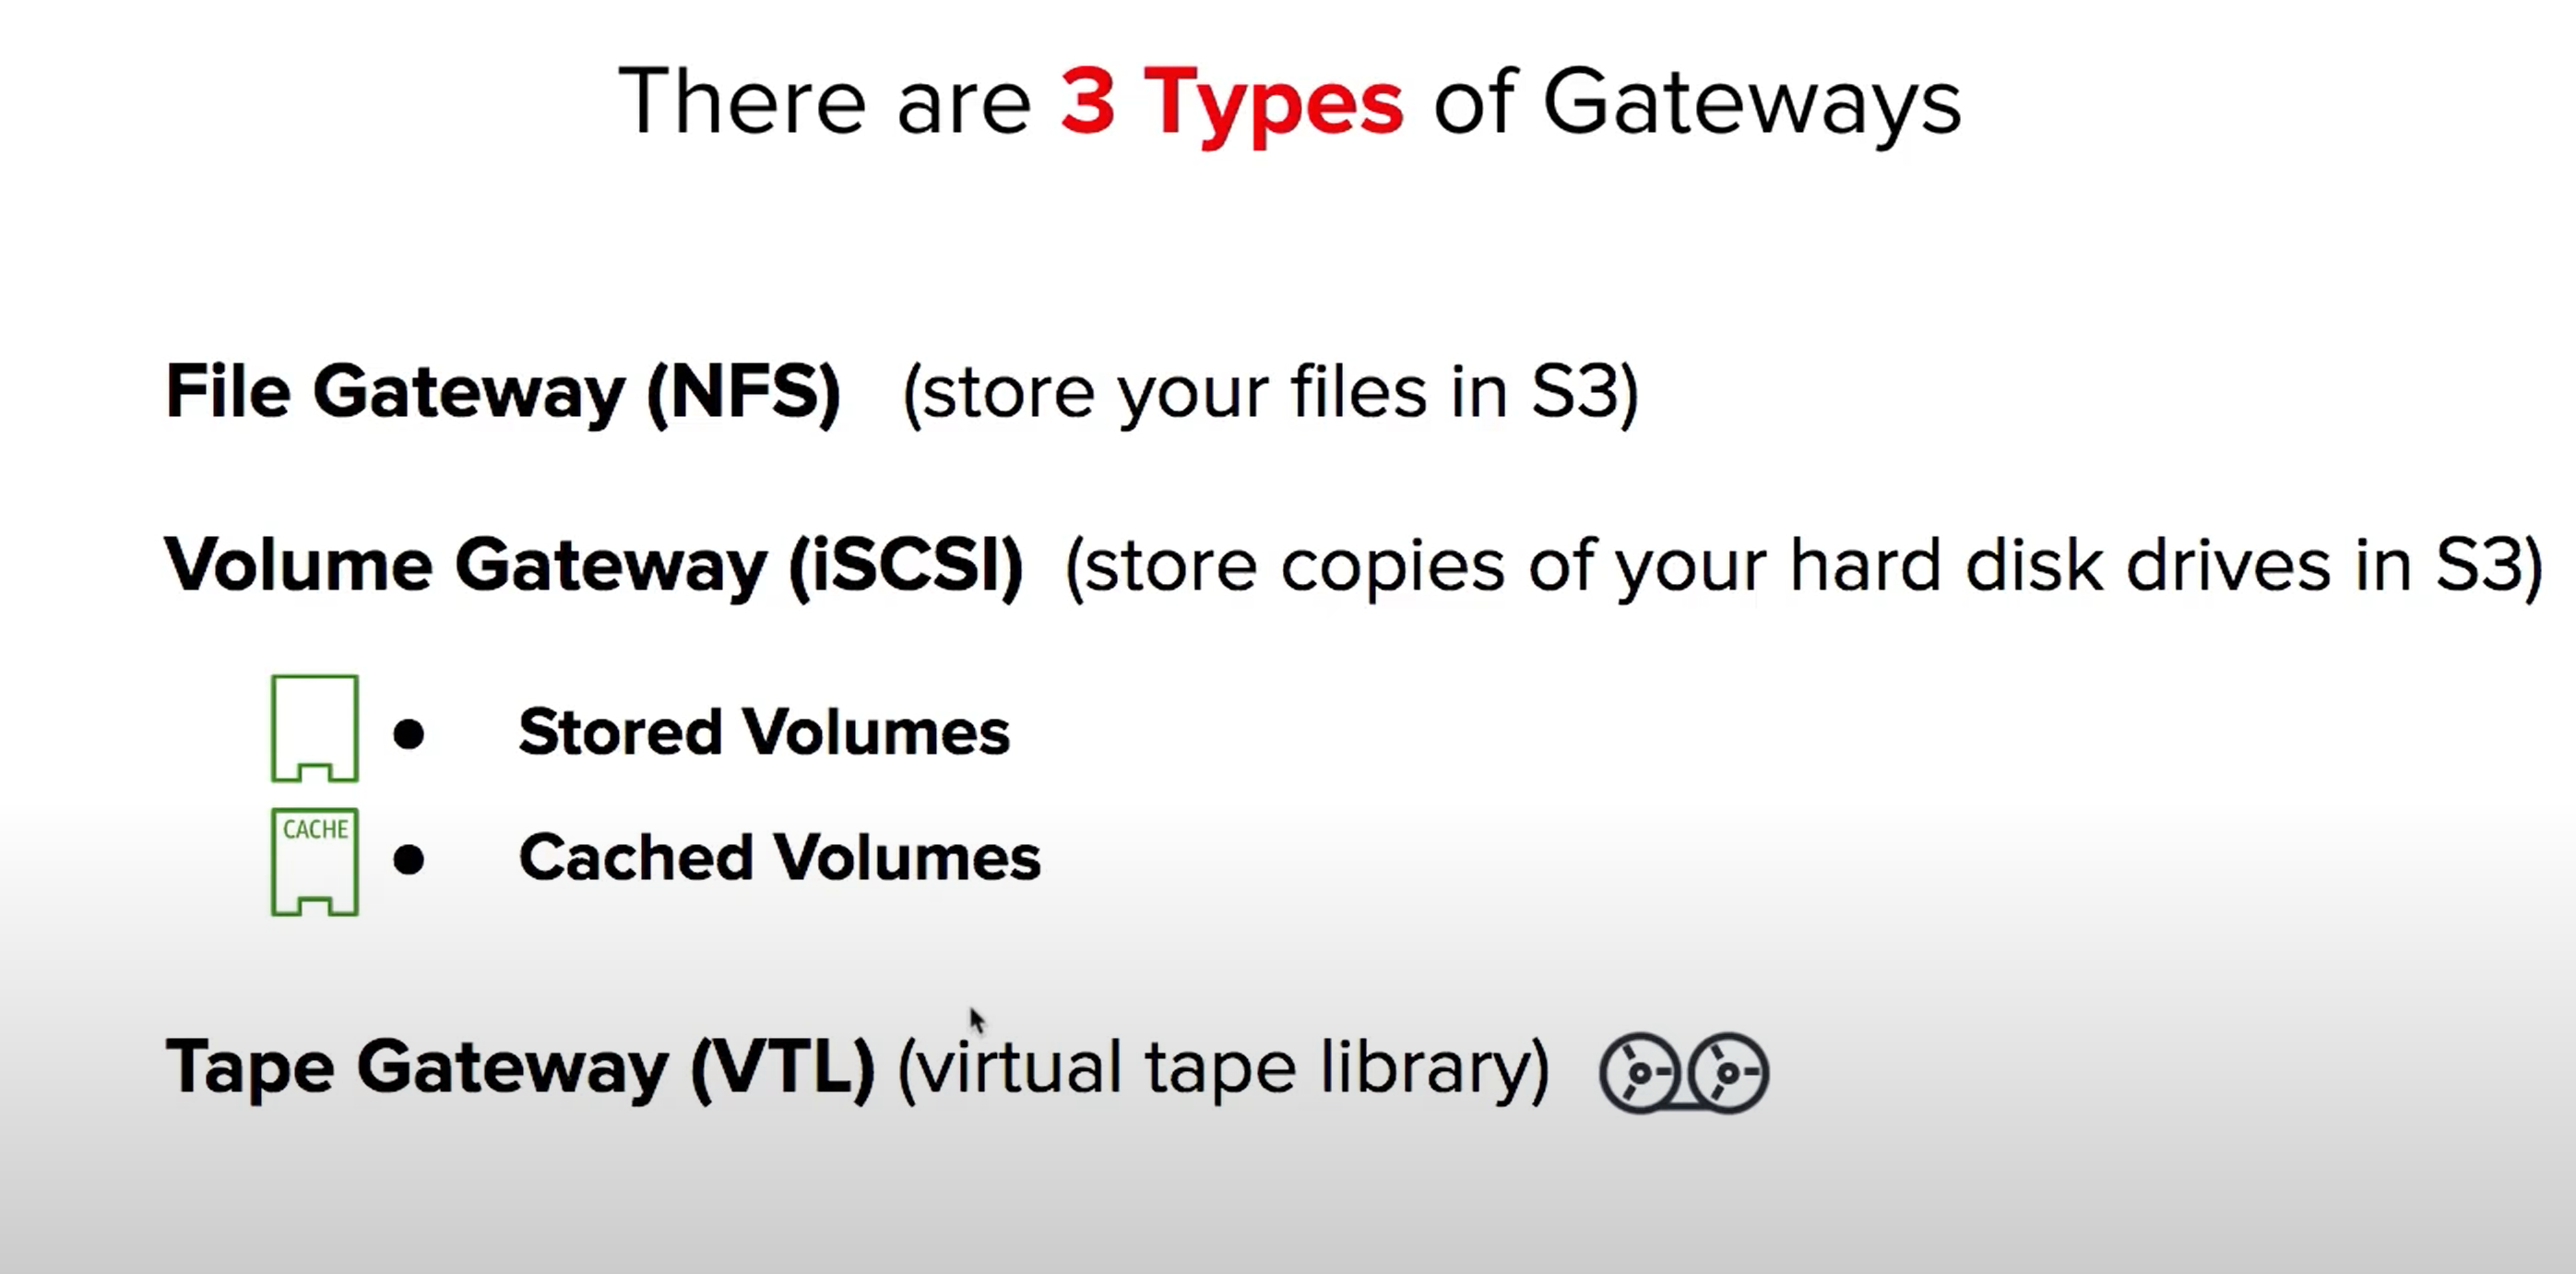 There are 3 Types of Gateways
File Gateway (NFS) (store your files in S3)
Volume Gateway (iSCSI) (store copies of your hard disk drives in S3)
• Stored Volumes
CACHE
• Cached Volumes
Tape Gateway (VTL) (virtual tape library)